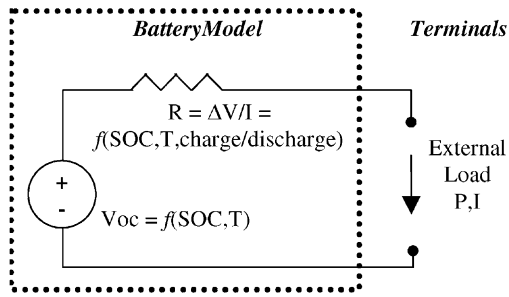 BatteryModel
Terminals
R = ΔV/I =
f(SOC,T,charge/discharge)
External
Load
P,I
+
-
Voc = f(SOC,T)